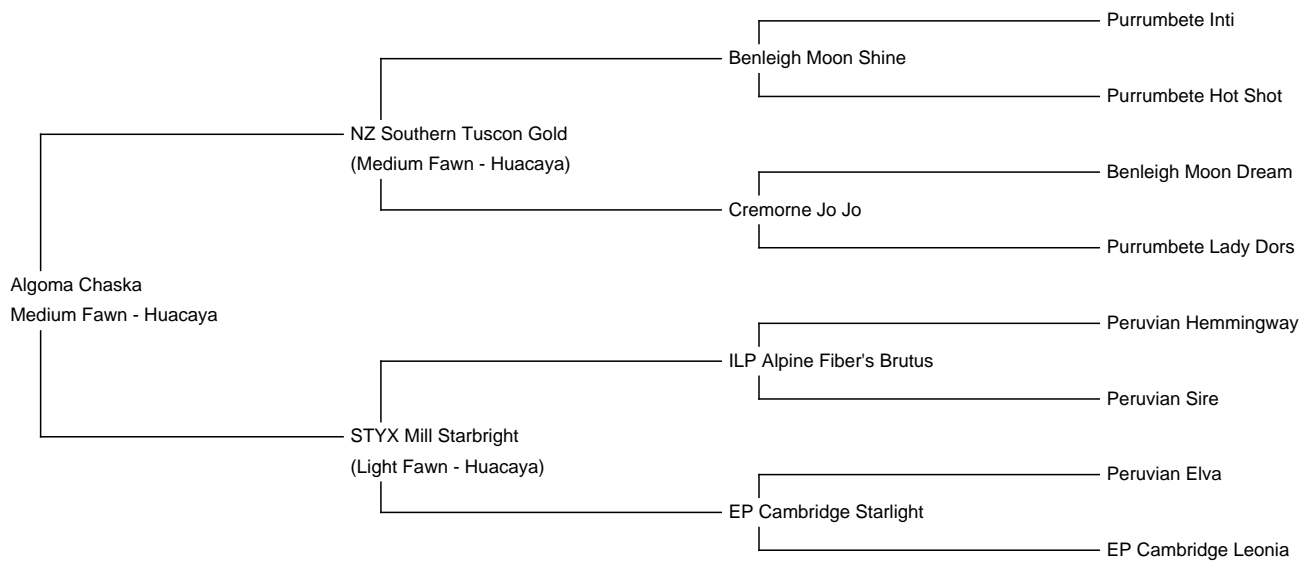 Purrumbete Inti
Benleigh Moon Shine
Purrumbete Hot Shot
NZ Southern Tuscon Gold
(Medium Fawn - Huacaya)
Benleigh Moon Dream
Cremorne Jo Jo
Purrumbete Lady Dors
Algoma Chaska
Medium Fawn - Huacaya
Peruvian Hemmingway
ILP Alpine Fiber's Brutus
Peruvian Sire
STYX Mill Starbright
(Light Fawn - Huacaya)
Peruvian Elva
EP Cambridge Starlight
EP Cambridge Leonia